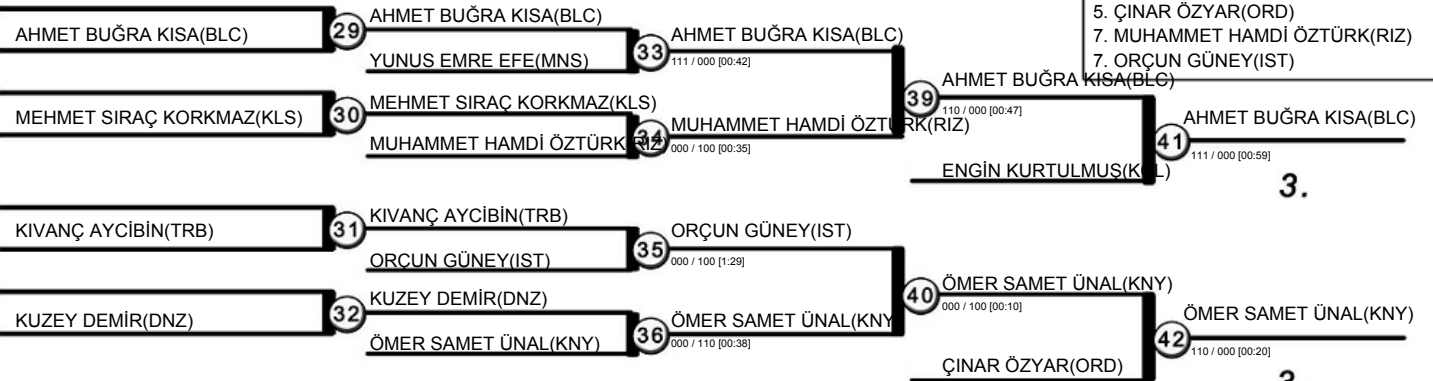 5. ÇINAR ÖZYAR(ORD)
7. MUHAMMET HAMDİ ÖZTÜRK(RIZ)
7. ORÇUN GÜNEY(IST)
AHMET BUĞRA KISA(BLC)
29
AHMET BUĞRA KISA(BLC)
YUNUS EMRE EFE(MNS)
33
AHMET BUĞRA KISA(BLC)
111 / 000 [00:42]
MEHMET SIRAÇ KORKMAZ(KLS)
30
MEHMET SIRAÇ KORKMAZ(KLS)
MUHAMMET HAMDİ ÖZTÜRK(RIZ)
34
MUHAMMET HAMDİ ÖZTÜRK(RIZ)
000 / 100 [00:35]
39
AHMET BUĞRA KISA(BLC)
110 / 000 [00:47]
ENGİN KURTULMUŞ(KCL)
41
AHMET BUĞRA KISA(BLC)
111 / 000 [00:59]
3.
KIVANÇ AYCİBİN(TRB)
31
KIVANÇ AYCİBİN(TRB)
ORÇUN GÜNEY(IST)
35
ORÇUN GÜNEY(IST)
000 / 100 [1:29]
KUZEY DEMİR(DNZ)
32
KUZEY DEMİR(DNZ)
ÖMER SAMET ÜNAL(KNY)
36
ÖMER SAMET ÜNAL(KNY
000 / 110 [00:38]
40
ÖMER SAMET ÜNAL(KNY)
000 / 100 [00:10]
ÇINAR ÖZYAR(ORD)
42
ÖMER SAMET ÜNAL(KNY)
110 / 000 [00:20]
3.